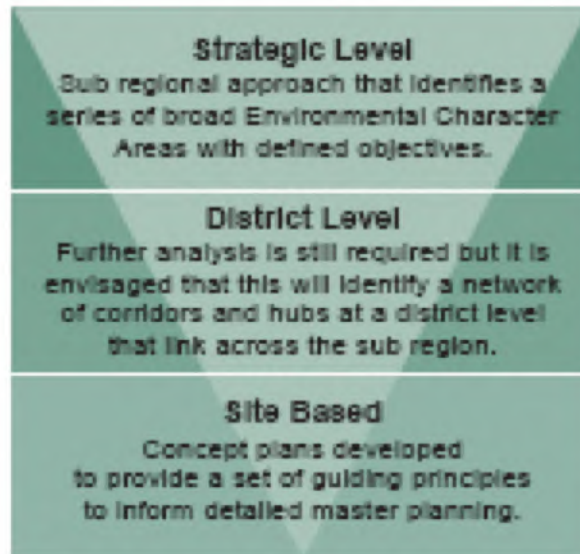 Strategic Level
Sub regional approach that identifies a
series of broad Environmental Character
Areas with defined objectives.
District Level
Further analysis is still required but it is
envisaged that this will identify a network
of corridors and hubs at a district level
that link across the sub region.
Site Based
Concept plans developed
to provide a set of guiding principles
to inform detailed master planning.